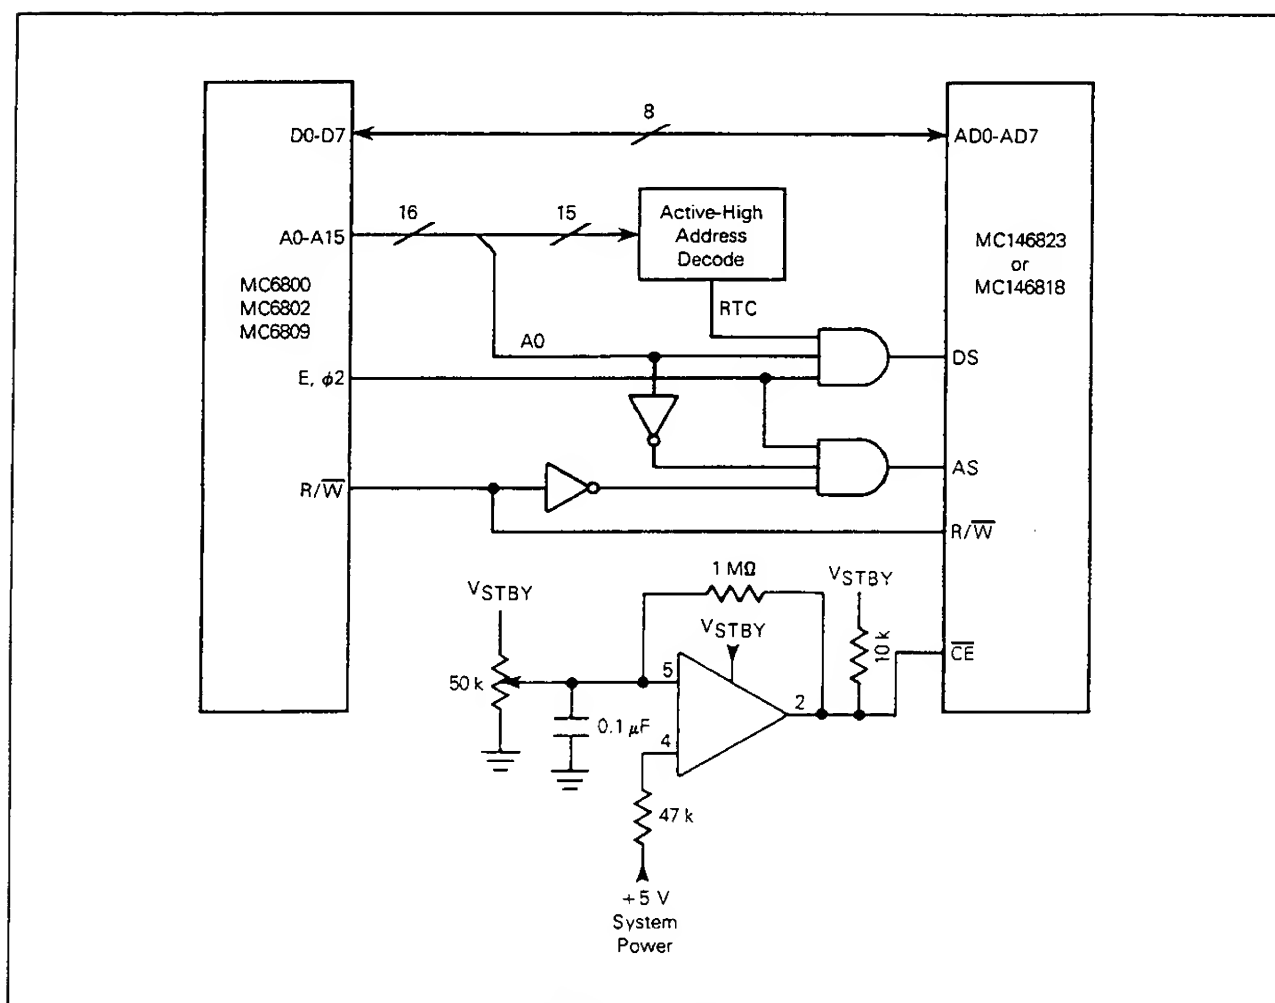 8
D0-D7
AD0-AD7
16
15
Active-High
Address
Decode
A0-A15
MC6800
MC6802
MC6809
MC146823
or
MC146818
RTC
A0
DS
E, ϕ2
AS
R/W̅
R/W̅
1 MΩ
VSTBY
VSTBY
VSTBY
10 k
C̅E̅
50 k
5
2
0.1 μF
4
47 k
+5 V
System
Power